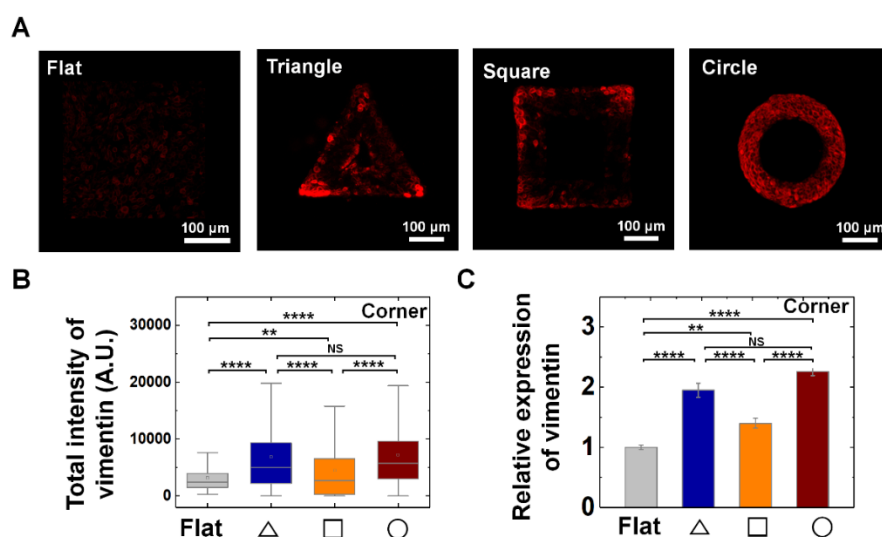 A
Flat
Triangle
Square
Circle
100 µm
100 µm
100 µm
100 µm
B
Total intensity of
vimentin (A.U.)
30000
20000
10000
0
Corner
****
**
NS
****
****
****
Flat
C
Relative expression
of vimentin
3
2
1
0
Corner
****
**
NS
****
****
****
Flat